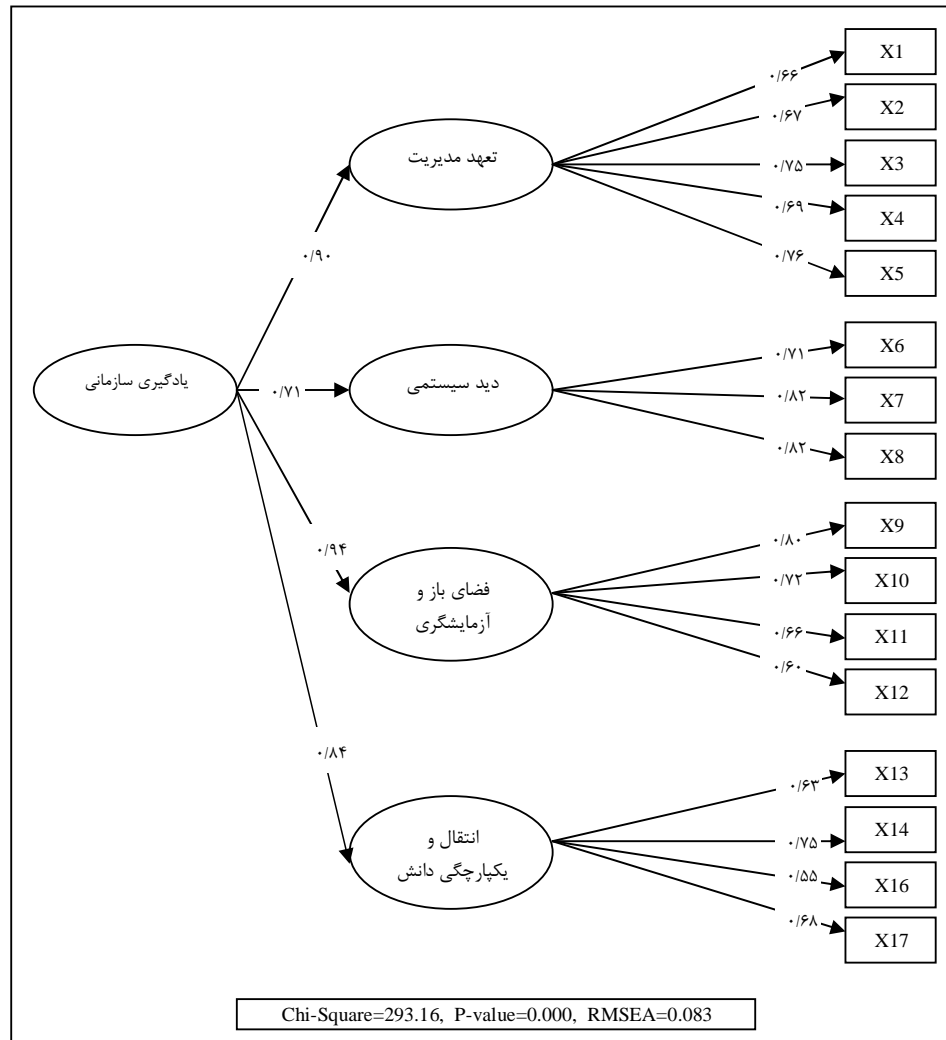 X1
۰/۶۶
X2
۰/۶۷
تعهد مدیریت
X3
۰/۷۵
X4
۰/۶۹
X5
۰/۷۶
۰/۹۰
X6
۰/۷۱
یادگیری سازمانی
۰/۷۱
دید سیستمی
X7
۰/۸۲
X8
۰/۸۲
X9
۰/۸۰
۰/۹۴
X10
۰/۷۲
فضای باز و
آزمایشگری
X11
۰/۶۶
X12
۰/۶۰
۰/۸۴
X13
۰/۶۳
X14
۰/۷۵
انتقال و
یکپارچگی دانش
X16
۰/۵۵
X17
۰/۶۸
Chi-Square=293.16, P-value=0.000, RMSEA=0.083